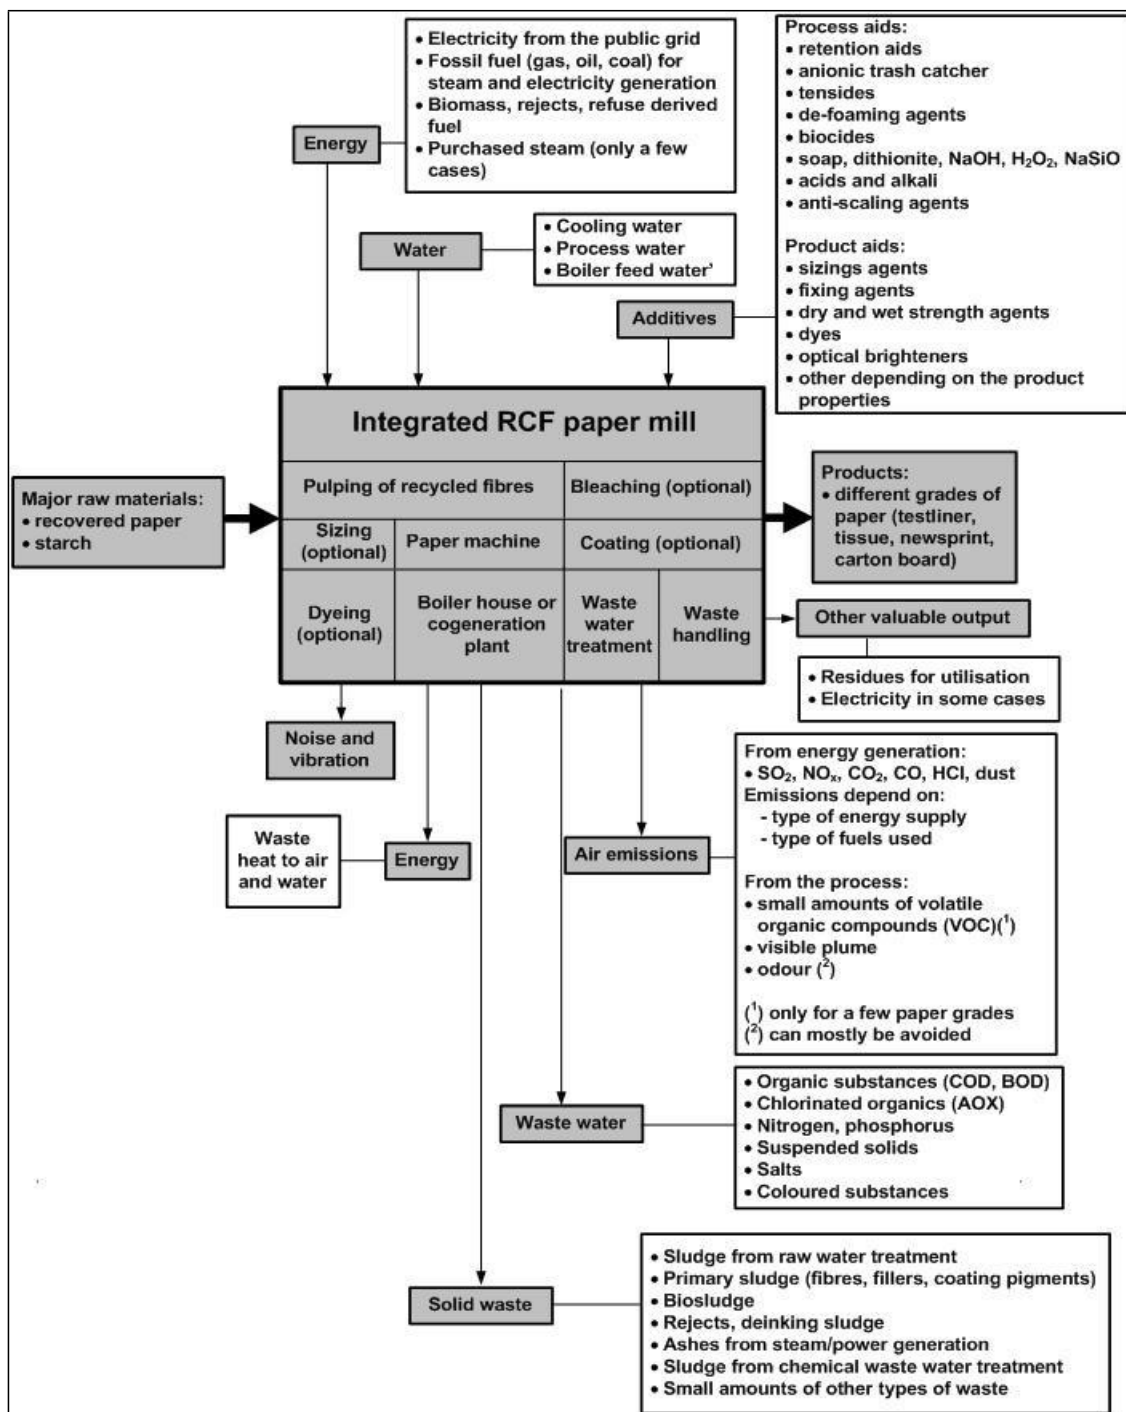 • Electricity from the public grid
• Fossil fuel (gas, oil, coal) for
steam and electricity generation
• Biomass, rejects, refuse derived
fuel
• Purchased steam (only a few
cases)
Energy
Process aids:
• retention aids
• anionic trash catcher
• tensides
• de-foaming agents
• biocides
• soap, dithionite, NaOH, H₂O₂, NaSiO
• acids and alkali
• anti-scaling agents
Product aids:
• sizings agents
• fixing agents
• dry and wet strength agents
• dyes
• optical brighteners
• other depending on the product
properties
Water
• Cooling water
• Process water
• Boiler feed water’
Additives
Integrated RCF paper mill
Pulping of recycled fibres
Bleaching (optional)
Sizing
(optional)
Paper machine
Coating (optional)
Dyeing
(optional)
Boiler house or
cogeneration
plant
Waste
water
treatment
Waste
handling
Major raw materials:
• recovered paper
• starch
Products:
• different grades of
paper (testliner,
tissue, newsprint,
carton board)
Other valuable output
• Residues for utilisation
• Electricity in some cases
Noise and
vibration
Waste
heat to air
and water
Energy
Air emissions
From energy generation:
• SO₂, NOₓ, CO₂, CO, HCl, dust
Emissions depend on:
- type of energy supply
- type of fuels used
From the process:
• small amounts of volatile
organic compounds (VOC)(¹)
• visible plume
• odour (²)
(¹) only for a few paper grades
(²) can mostly be avoided
Waste water
• Organic substances (COD, BOD)
• Chlorinated organics (AOX)
• Nitrogen, phosphorus
• Suspended solids
• Salts
• Coloured substances
Solid waste
• Sludge from raw water treatment
• Primary sludge (fibres, fillers, coating pigments)
• Biosludge
• Rejects, deinking sludge
• Ashes from steam/power generation
• Sludge from chemical waste water treatment
• Small amounts of other types of waste